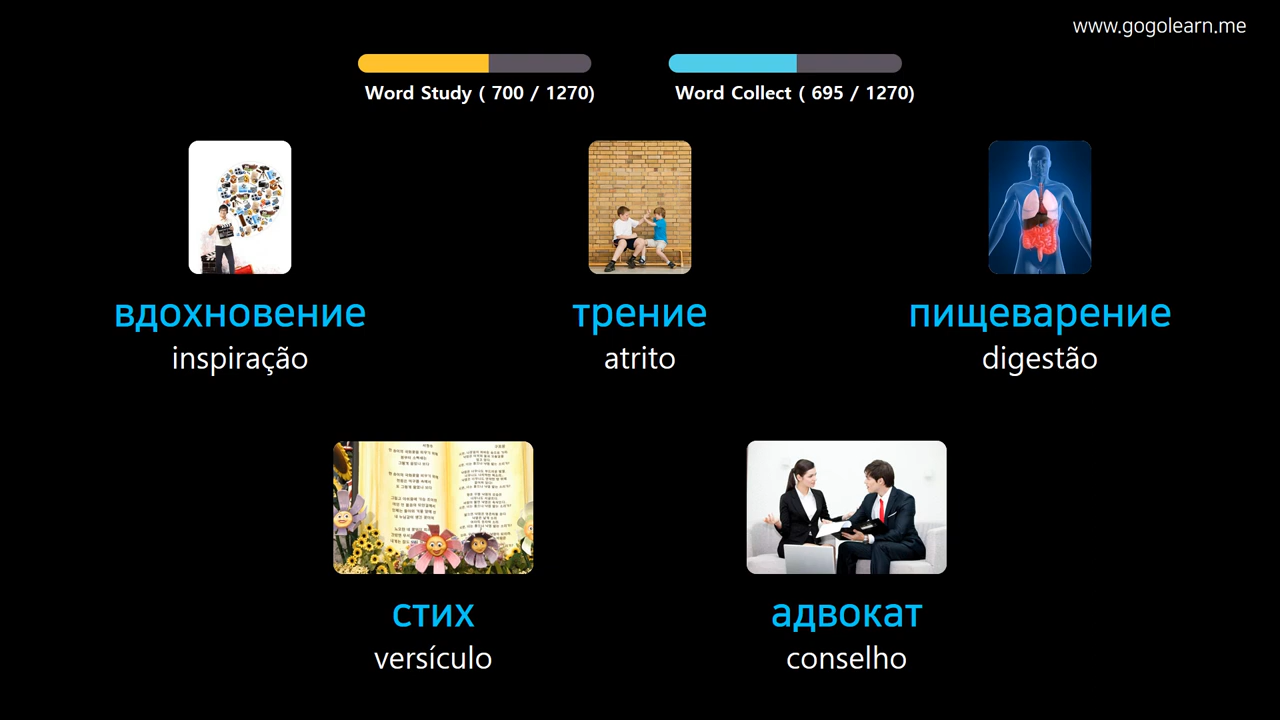 www.gogolearn.me
Word Study ( 700 / 1270)
Word Collect ( 695 / 1270)
вдохновение
inspiração
трение
atrito
пищеварение
digestão
стих
versículo
адвокат
conselho